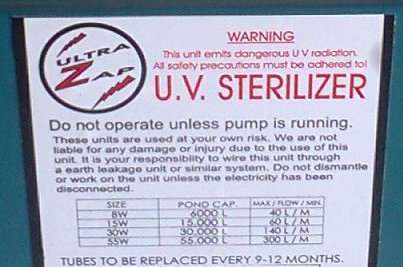 ULTRA
ZAP
WARNING
This unit emits dangerous U V radiation.
All safety precautions must be adhered to!
U.V. STERILIZER
Do not operate unless pump is running.
These units are used at your own risk. We are not
liable for any damage or injury due to the use of this
unit. It is your responsiblity to wire this unit through
a earth leakage unit or similar system. Do not dismantle
or work on the unit unless the electricity has been
disconnected.
SIZE POND CAP. MAX / FLOW / MIN.
8W 6000 L 40 L / M
15W 15.000 L 60 L / M
30W 30.000 L 140 L / M
55W 55.000 L 300 L / M
TUBES TO BE REPLACED EVERY 9-12 MONTHS.